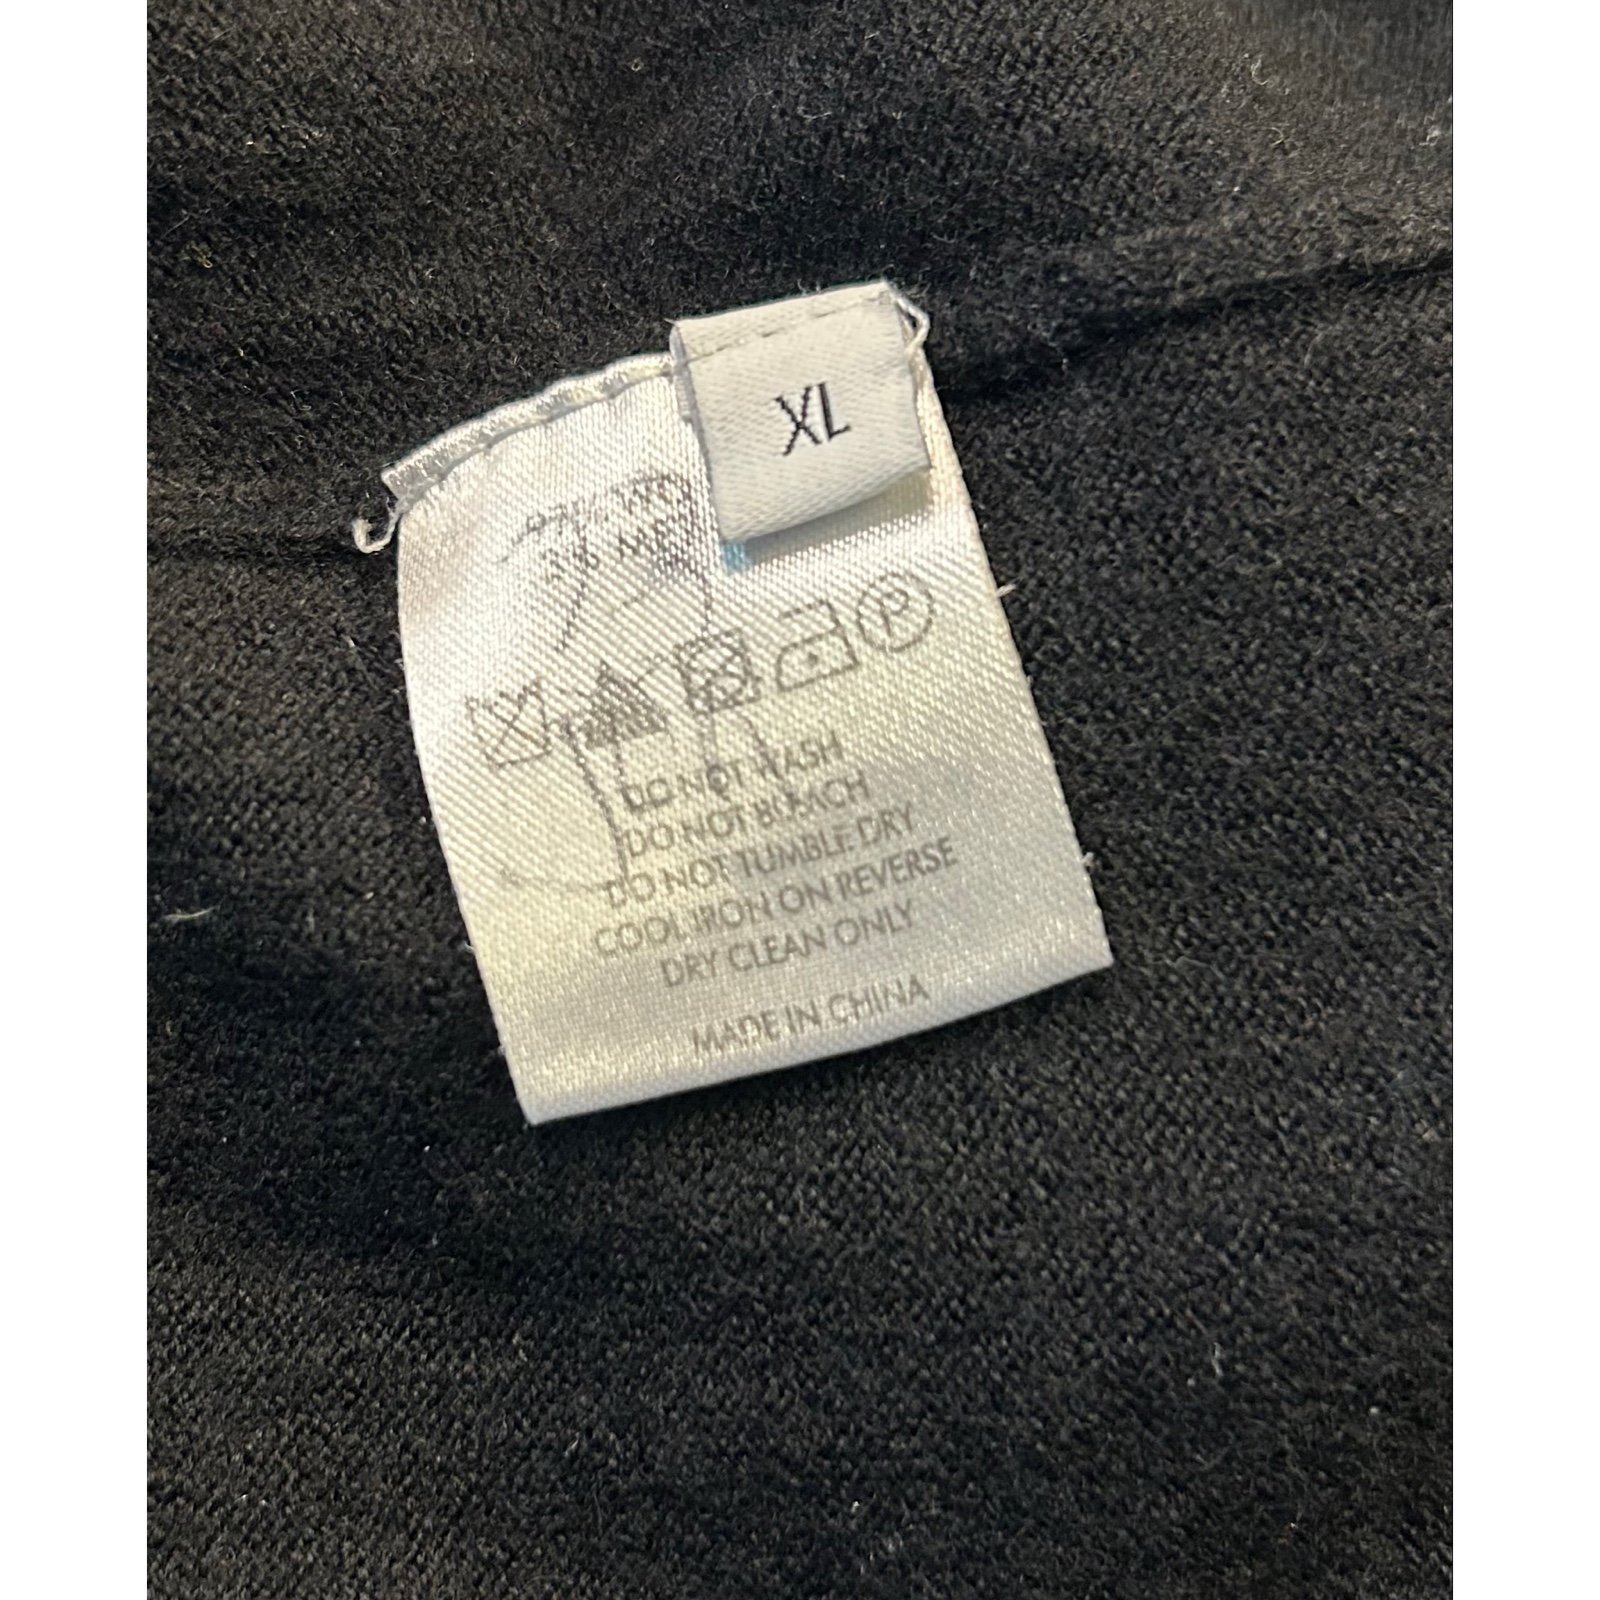 XL
P
DO NOT WASH
DO NOT BLEACH
DO NOT TUMBLE DRY
COOL IRON ON REVERSE
DRY CLEAN ONLY
MADE IN CHINA